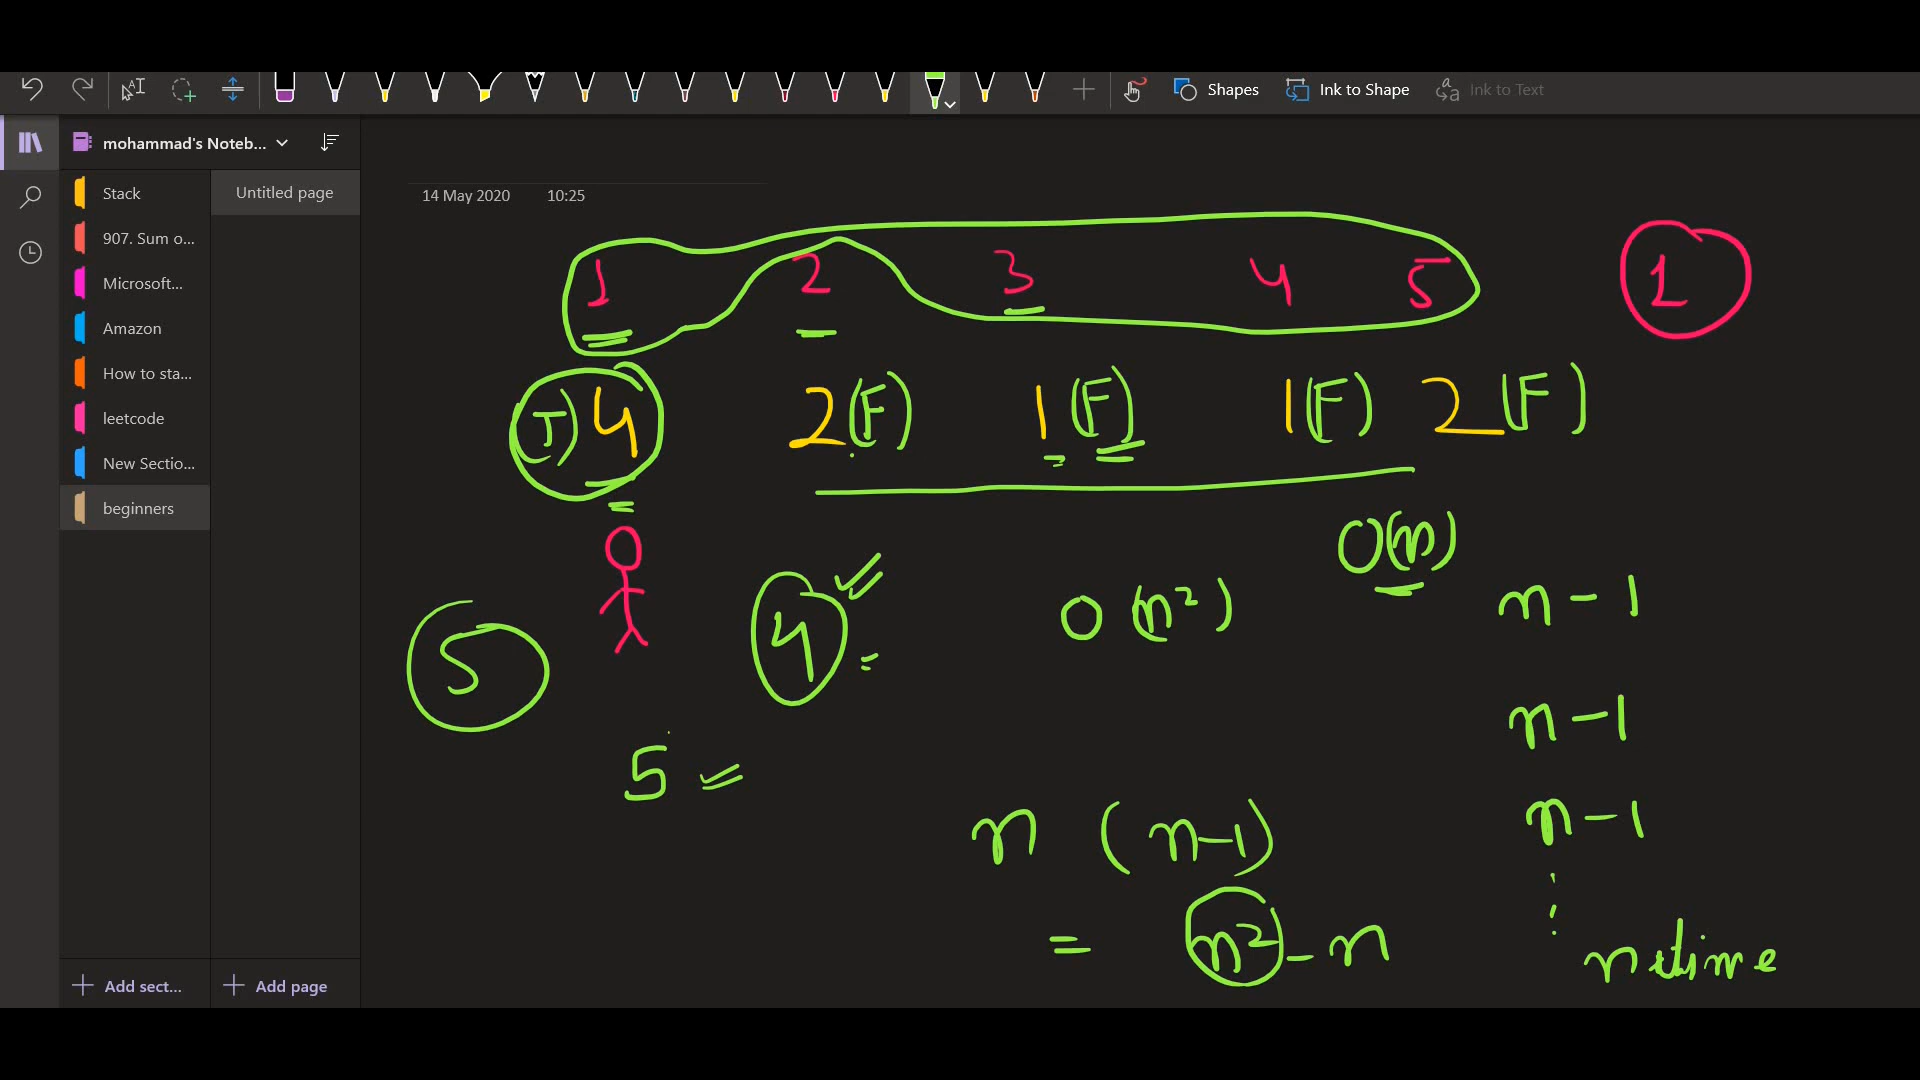 Shapes
Ink to Shape
Ink to Text
mohammad's Noteb...
Stack
907. Sum o...
Microsoft...
Amazon
How to sta...
leetcode
New Sectio...
beginners
Add sect...
Untitled page
Add page
14 May 2020 10:25
1 2 3 4 5 1
(T) 4 2 (F) 1 (F) 1 (F) 2 (F)
O(n)
O(n²)
n-1
5 4 =
n-1
5
n (n-1)
n-1
= n² - n
n time